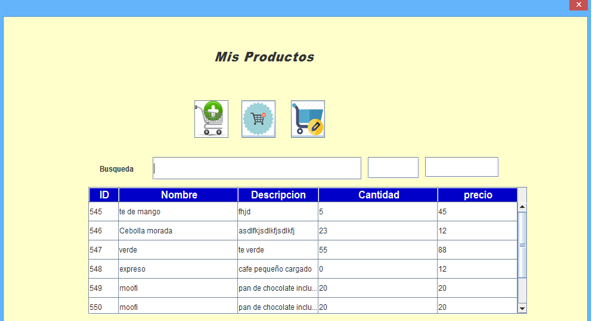 Mis Productos
Busqueda
ID Nombre Descripcion Cantidad precio
545 te de mango fhjd 5 45
546 Cebolla morada asdlfkjsdlkfjsdlkfj 23 12
547 verde te verde 55 88
548 expreso cafe pequeño cargado 0 12
549 moofi pan de chocolate inclu... 20 20
550 moofi pan de chocolate inclu... 20 20